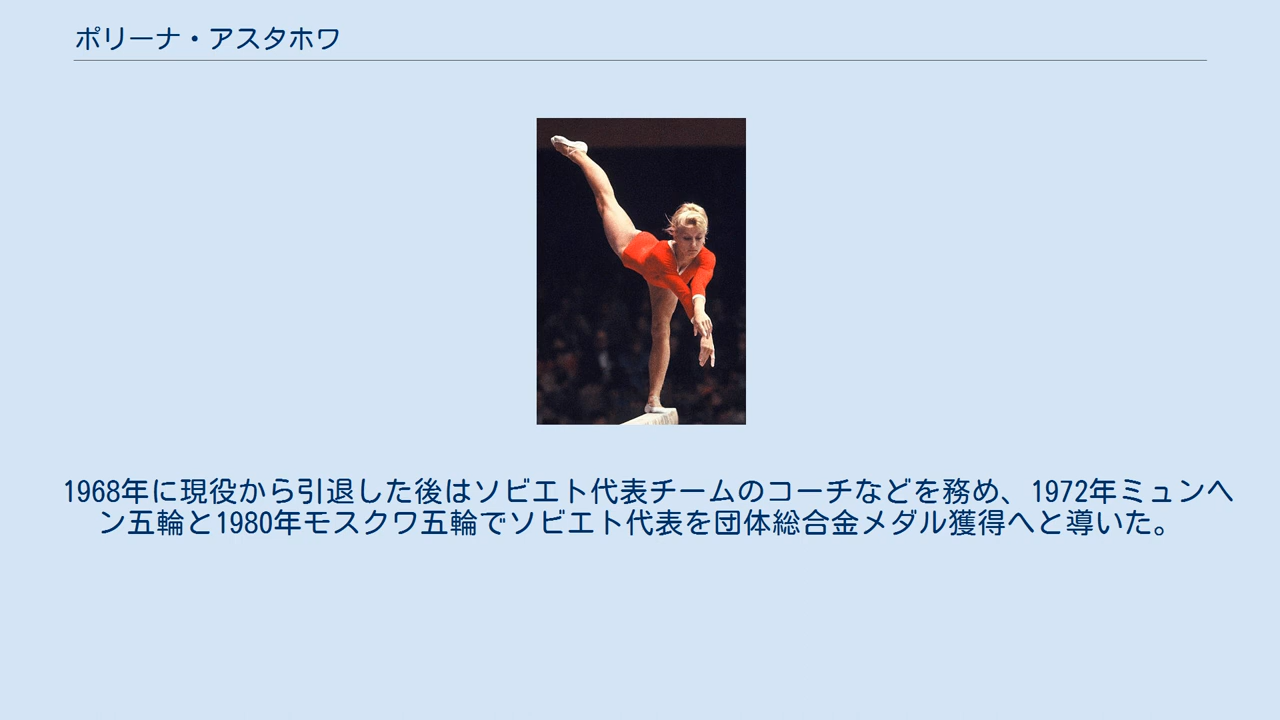 ポリーナ・アスタホワ
1968年に現役から引退した後はソビエト代表チームのコーチなどを務め、1972年ミュンヘ
ン五輪と1980年モスクワ五輪でソビエト代表を団体総合金メダル獲得へと導いた。